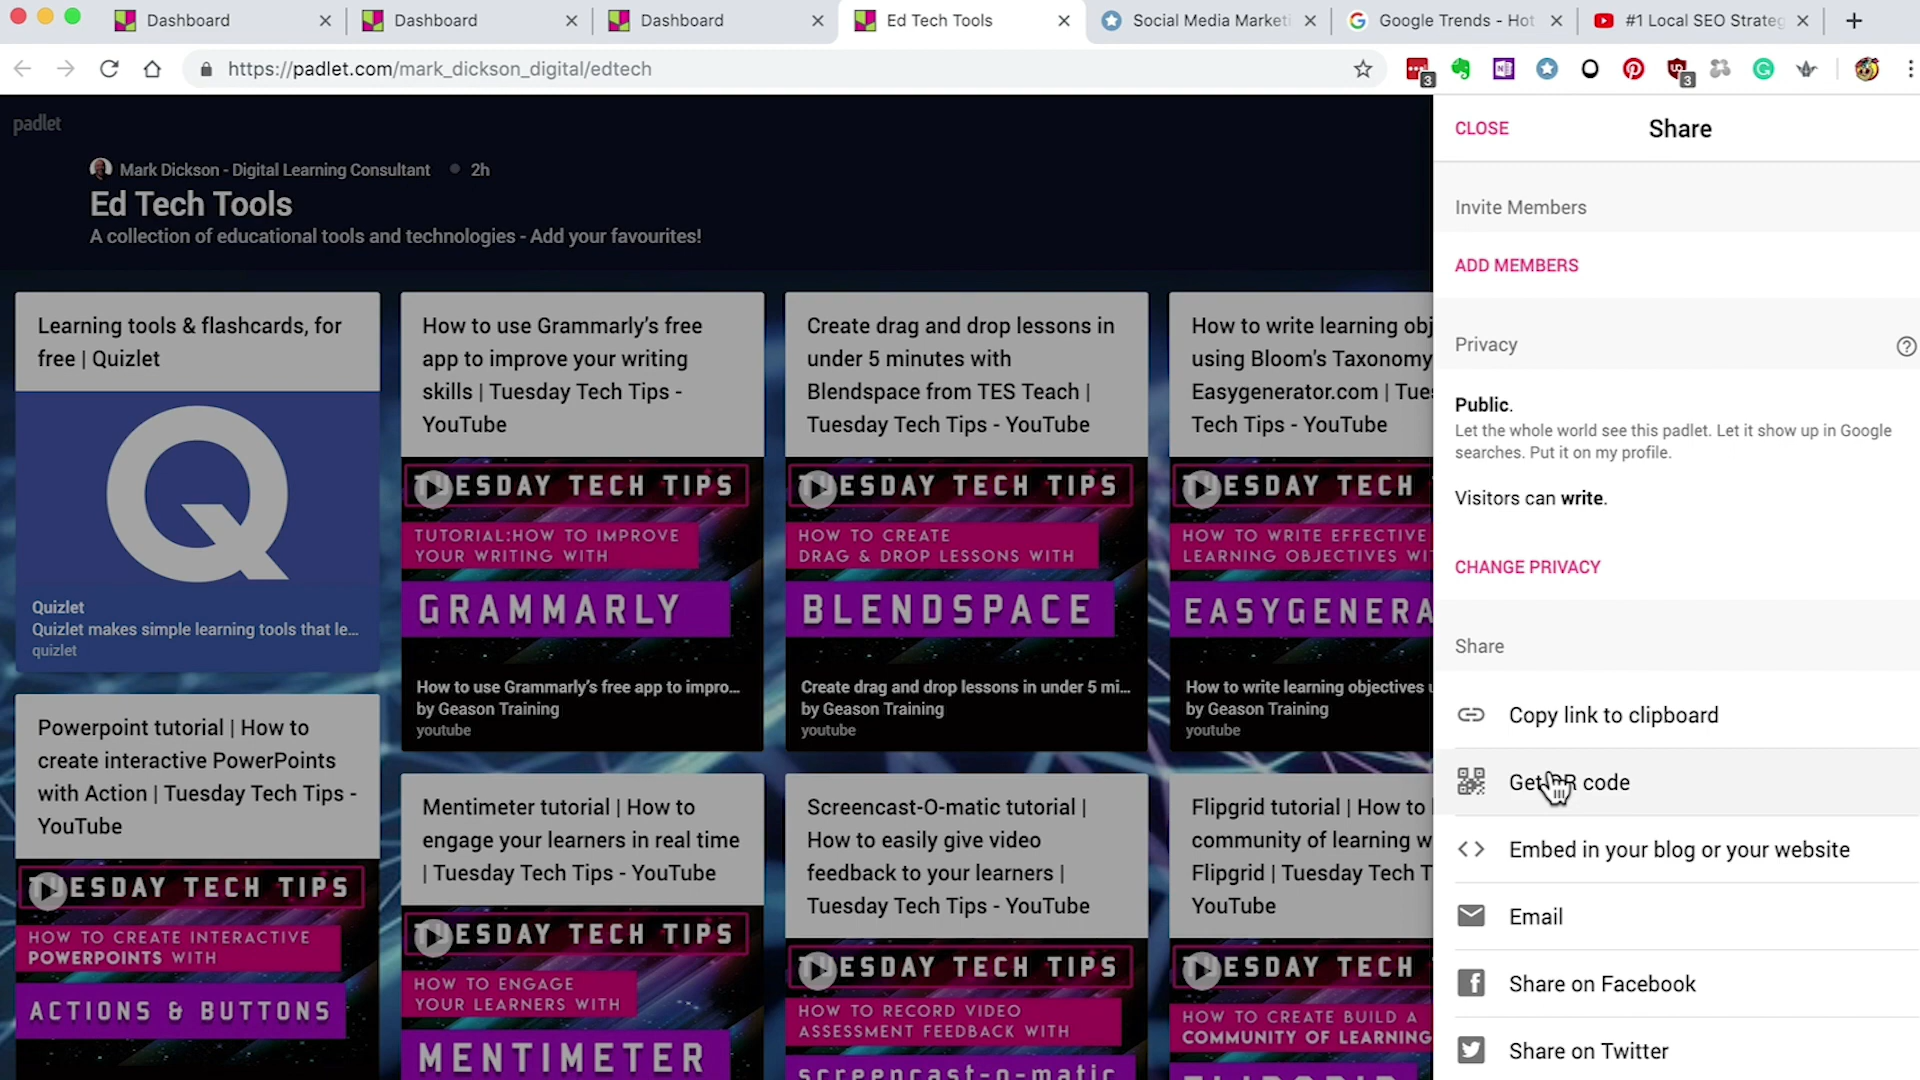 Dashboard
Dashboard
Dashboard
Ed Tech Tools
Social Media Marketi
Google Trends - Hot
#1 Local SEO Strateg
https://padlet.com/mark_dickson_digital/edtech
3
3
padlet
Mark Dickson - Digital Learning Consultant
2h
Ed Tech Tools
A collection of educational tools and technologies - Add your favourites!
Learning tools & flashcards, for
free | Quizlet
Quizlet
Quizlet makes simple learning tools that le...
quizlet
Powerpoint tutorial | How to
create interactive PowerPoints
with Action | Tuesday Tech Tips -
YouTube
TUESDAY TECH TIPS
HOW TO CREATE INTERACTIVE
POWERPOINTS WITH
ACTIONS & BUTTONS
How to use Grammarly’s free
app to improve your writing
skills | Tuesday Tech Tips -
YouTube
TUESDAY TECH TIPS
TUTORIAL:HOW TO IMPROVE
YOUR WRITING WITH
GRAMMARLY
How to use Grammarly’s free app to impro...
by Geason Training
youtube
Mentimeter tutorial | How to
engage your learners in real time
| Tuesday Tech Tips - YouTube
TUESDAY TECH TIPS
HOW TO ENGAGE
YOUR LEARNERS WITH
MENTIMETER
Create drag and drop lessons in
under 5 minutes with
Blendspace from TES Teach |
Tuesday Tech Tips - YouTube
TUESDAY TECH TIPS
HOW TO CREATE
DRAG & DROP LESSONS WITH
BLENDSPACE
Create drag and drop lessons in under 5 mi...
by Geason Training
youtube
Screencast-O-matic tutorial |
How to easily give video
feedback to your learners |
Tuesday Tech Tips - YouTube
TUESDAY TECH TIPS
HOW TO RECORD VIDEO
ASSESSMENT FEEDBACK WITH
screencast-o-matic
How to write learning obj
using Bloom's Taxonomy
Easygenerator.com | Tues
Tech Tips - YouTube
TUESDAY TECH
HOW TO WRITE EFFECTIVE
LEARNING OBJECTIVES WI
EASYGENERA
How to write learning objectives u
by Geason Training
youtube
Flipgrid tutorial | How to
community of learning w
Flipgrid | Tuesday Tech T
YouTube
TUESDAY TECH
HOW TO CREATE BUILD A
COMMUNITY OF LEARNING
CLOSE
Share
Invite Members
ADD MEMBERS
Privacy
Public.
Let the whole world see this padlet. Let it show up in Google
searches. Put it on my profile.
Visitors can write.
CHANGE PRIVACY
Share
Copy link to clipboard
Get QR code
Embed in your blog or your website
Email
Share on Facebook
Share on Twitter